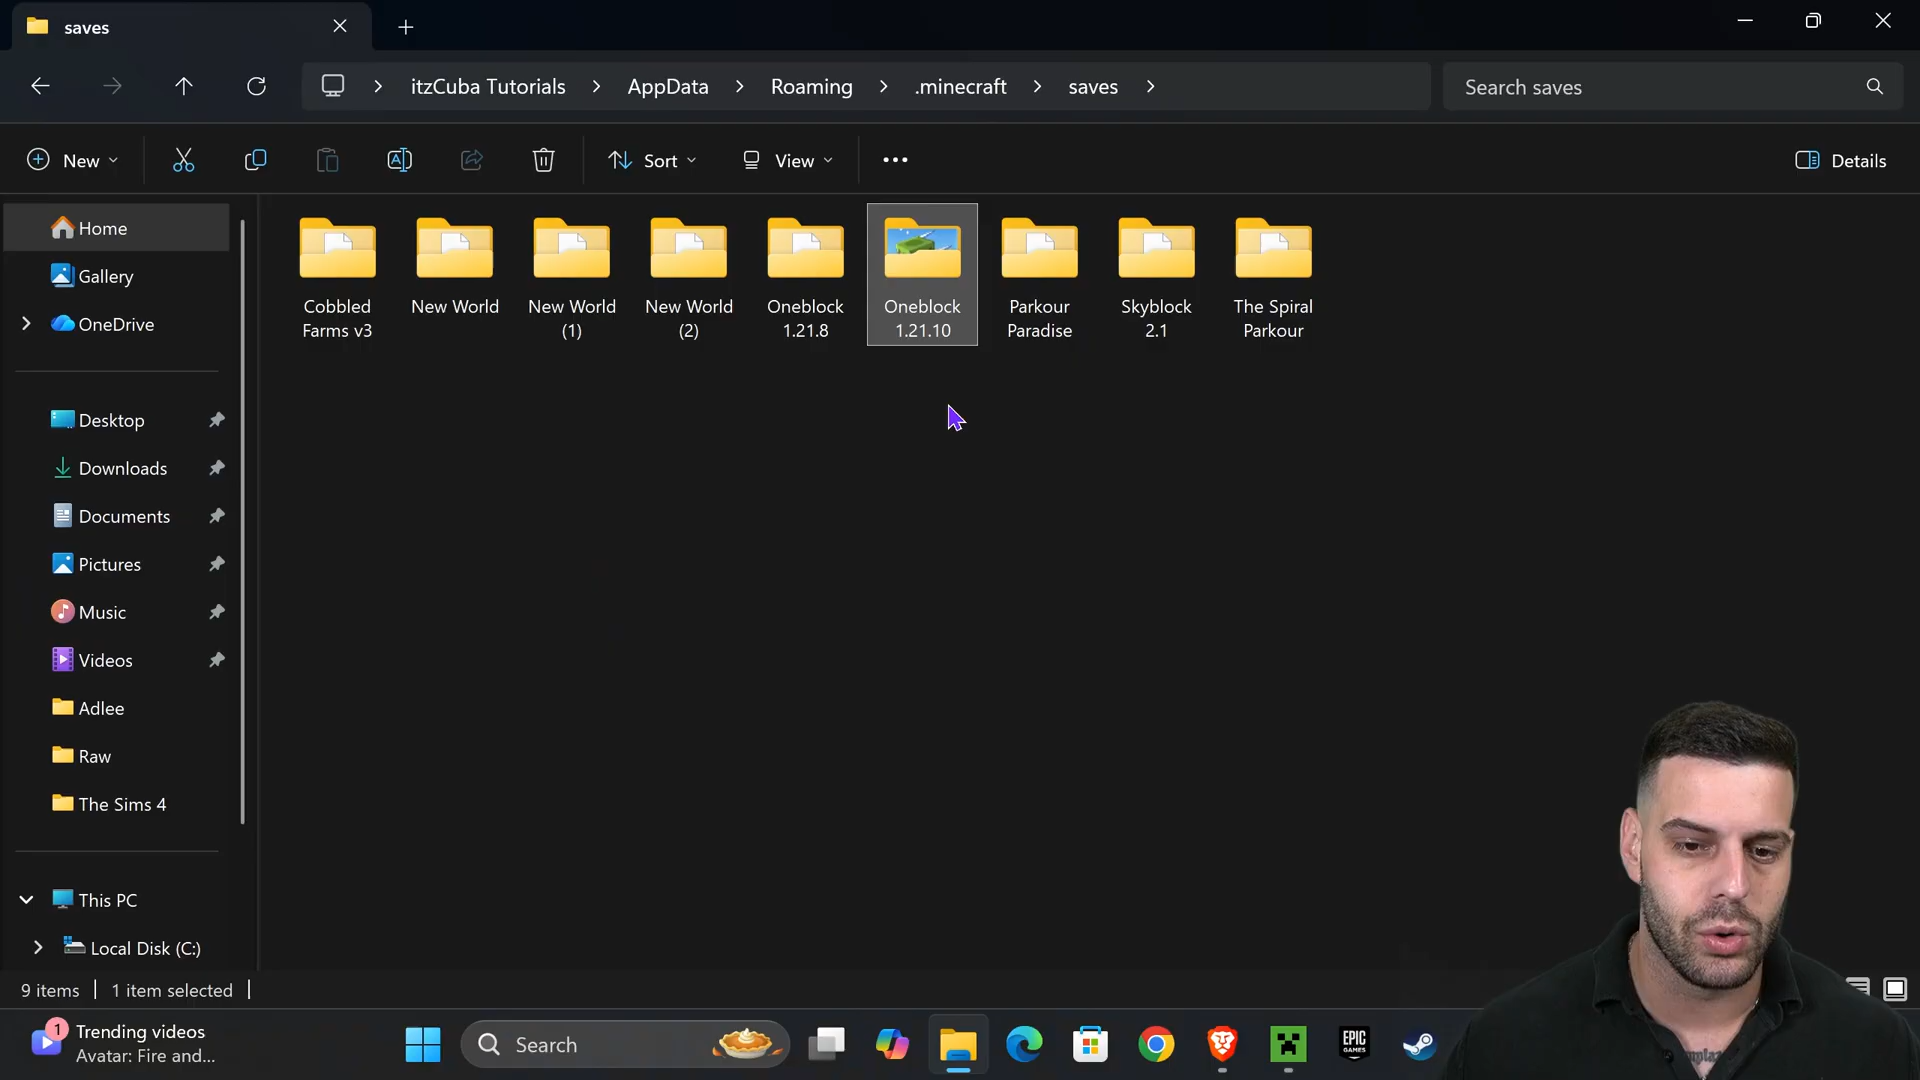 saves
itzCuba Tutorials
AppData
Roaming
.minecraft
saves
Search saves
New
Sort
View
Details
Home
Gallery
OneDrive
Desktop
Downloads
Documents
Pictures
Music
Videos
Adlee
Raw
The Sims 4
This PC
Local Disk (C:)
Cobbled
Farms v3
New World
New World
(1)
New World
(2)
Oneblock
1.21.8
Oneblock
1.21.10
Parkour
Paradise
Skyblock
2.1
The Spiral
Parkour
9 items
1 item selected
1
Trending videos
Avatar: Fire and...
Search
EPIC
GAMES